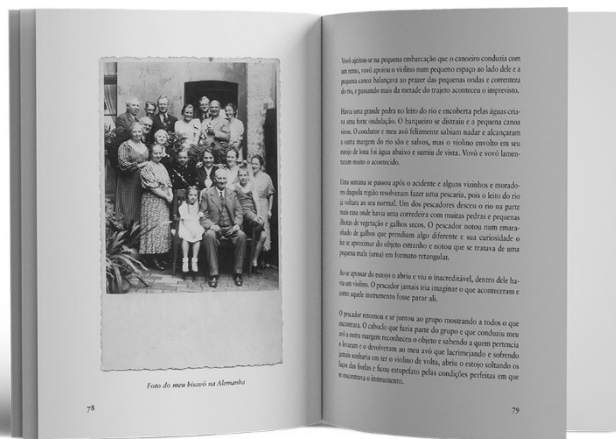 Foto do meu bisavô na Alemanha
78
Vovô ajeitou-se na pequena embarcação que o canoeiro conduzia com
um remo, vovô apoiou o violino num pequeno espaço ao lado dele e a
pequena canoa balançava ao prazer das pequenas ondas e correnteza
do rio, e passando mais da metade do trajeto aconteceu o imprevisto.
Havia uma grande pedra no leito do rio e encoberta pelas águas cria-
va uma forte ondulação. O barqueiro se distraiu e a pequena canoa
virou. O condutor e meu avô felizmente sabiam nadar e alcançaram
a outra margem do rio sãos e salvos, mas o violino envolto em seu
estojo de lona foi água abaixo e sumiu de vista. Vovô e vovó lamen-
taram muito o acontecido.
Uma semana se passou após o acidente e alguns vizinhos e morado-
res daquela região resolveram fazer uma pescaria, pois o leito do rio
já voltara ao seu normal. Um dos pescadores desceu o rio na parte
mais rasa onde havia uma corredeira com muitas pedras e pequenas
ilhotas de vegetação e galhos secos. O pescador notou num emara-
nhado de galhos que prendiam algo diferente e sua curiosidade o
fez se aproximar do objeto estranho e notou que se tratava de uma
pequena mala (urna) em formato retangular.
Ao se apossar do estojo o abriu e viu o inacreditável, dentro dele ha-
via um violino. O pescador jamais iria imaginar o que aconteceram e
como aquele instrumento fosse parar ali.
O pescador retornou e se juntou ao grupo mostrando a todos o que
encontrara. O caboclo que fazia parte do grupo e que conduziu meu
avô a outra margem reconheceu o objeto e sabendo a quem pertencia
o levaram e o devolveram ao meu avô que lacrimejando e sofrendo
jamais sonharia em ter o violino de volta, abriu o estojo soltando os
laços das fivelas e ficou estupefato pelas condições perfeitas em que
se encontrava o instrumento.
79